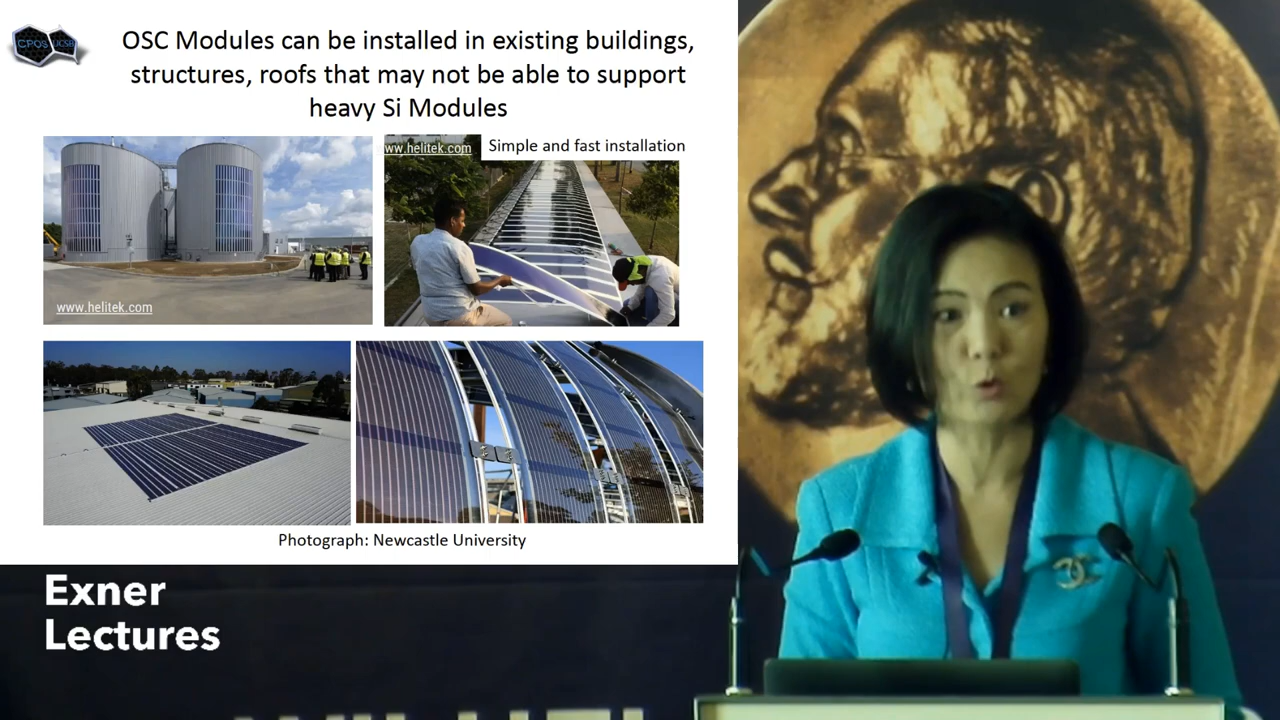 CPOS UCSB
OSC Modules can be installed in existing buildings,
structures, roofs that may not be able to support
heavy Si Modules
www.helitek.com
ww.helitek.com
Simple and fast installation
Photograph: Newcastle University
Exner
Lectures